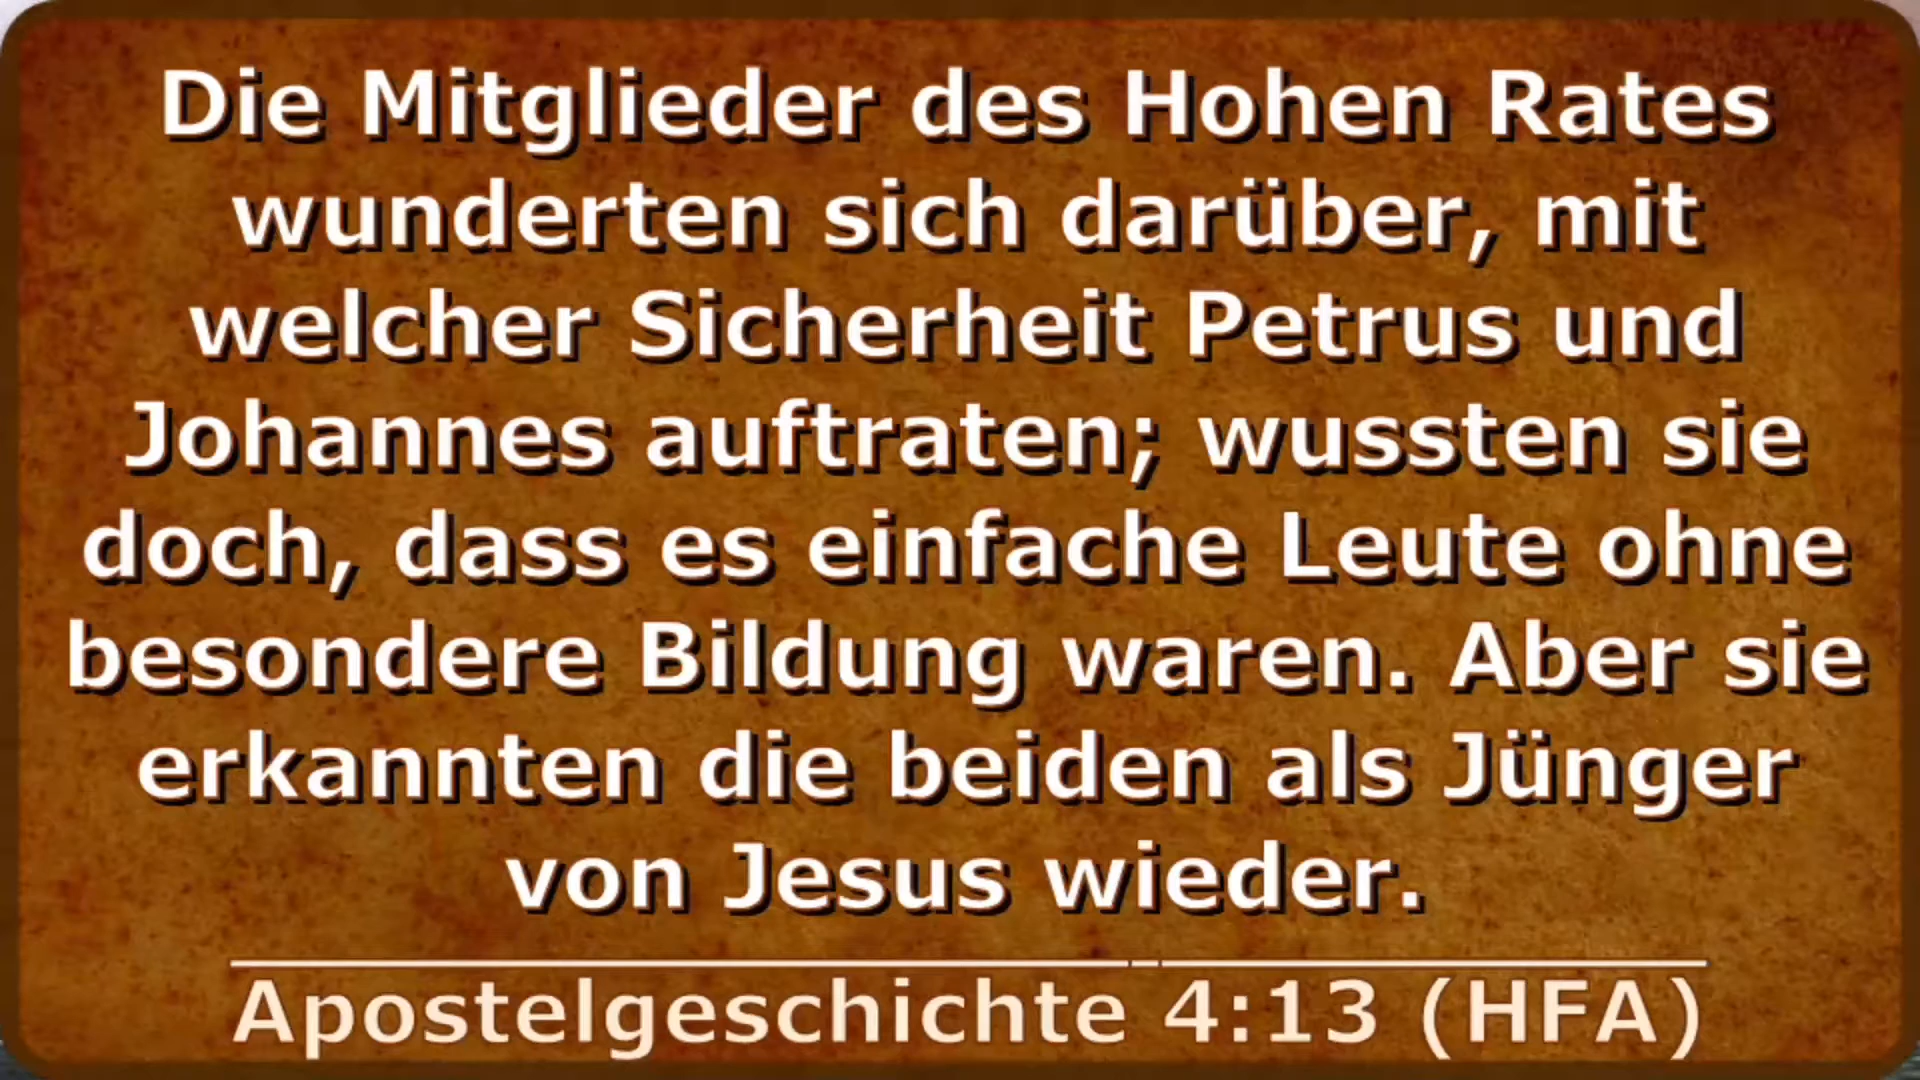 Die Mitglieder des Hohen Rates
wunderten sich darüber, mit
welcher Sicherheit Petrus und
Johannes auftraten; wussten sie
doch, dass es einfache Leute ohne
besondere Bildung waren. Aber sie
erkannten die beiden als Jünger
von Jesus wieder.
Apostelgeschichte 4:13 (HFA)